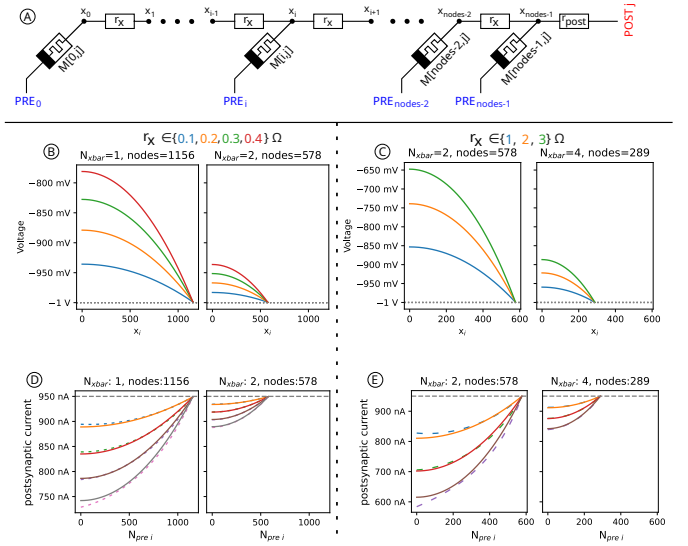 A
x0 x1 xi-1 xi xi+1 xnodes-2 xnodes-1
rx rx rx rx rpost
POST j
M[0,j] M[i,j] M[nodes-2,j] M[nodes-1,j]
PRE0 PREi PREnodes-2 PREnodes-1
B
rx ∈{0.1,0.2,0.3,0.4} Ω
Nxbar=1, nodes=1156 Nxbar=2, nodes=578
Voltage
−800 mV
−850 mV
−900 mV
−950 mV
−1 V
0 500 1000 0 500 1000
xi xi
C
rx ∈{1, 2, 3} Ω
Nxbar=2, nodes=578 Nxbar=4, nodes=289
Voltage
−650 mV
−700 mV
−750 mV
−800 mV
−850 mV
−900 mV
−950 mV
−1 V
0 200 400 600 0 200 400 600
xi xi
D
Nxbar: 1, nodes:1156 Nxbar: 2, nodes:578
postsynaptic current
950 nA
900 nA
850 nA
800 nA
750 nA
0 500 1000 0 500 1000
Npre i Npre i
E
Nxbar: 2, nodes:578 Nxbar: 4, nodes:289
postsynaptic current
900 nA
800 nA
700 nA
600 nA
0 200 400 600 0 200 400 600
Npre i Npre i